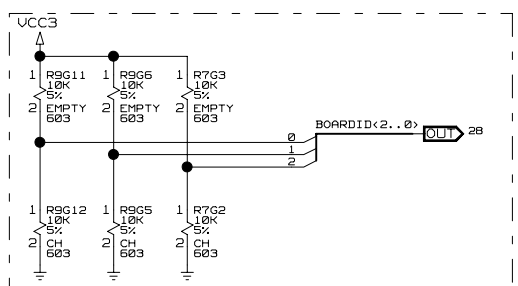 VCC3
1 R9G11 1 R9G6 1 R7G3
10K 10K 10K
5% 5% 5%
2 EMPTY 2 EMPTY 2 EMPTY
603 603 603
BOARDID<2..0> OUT 28
0
1
2
1 R9G12 1 R9G5 1 R7G2
10K 10K 10K
5% 5% 5%
2 CH 2 CH 2 CH
603 603 603